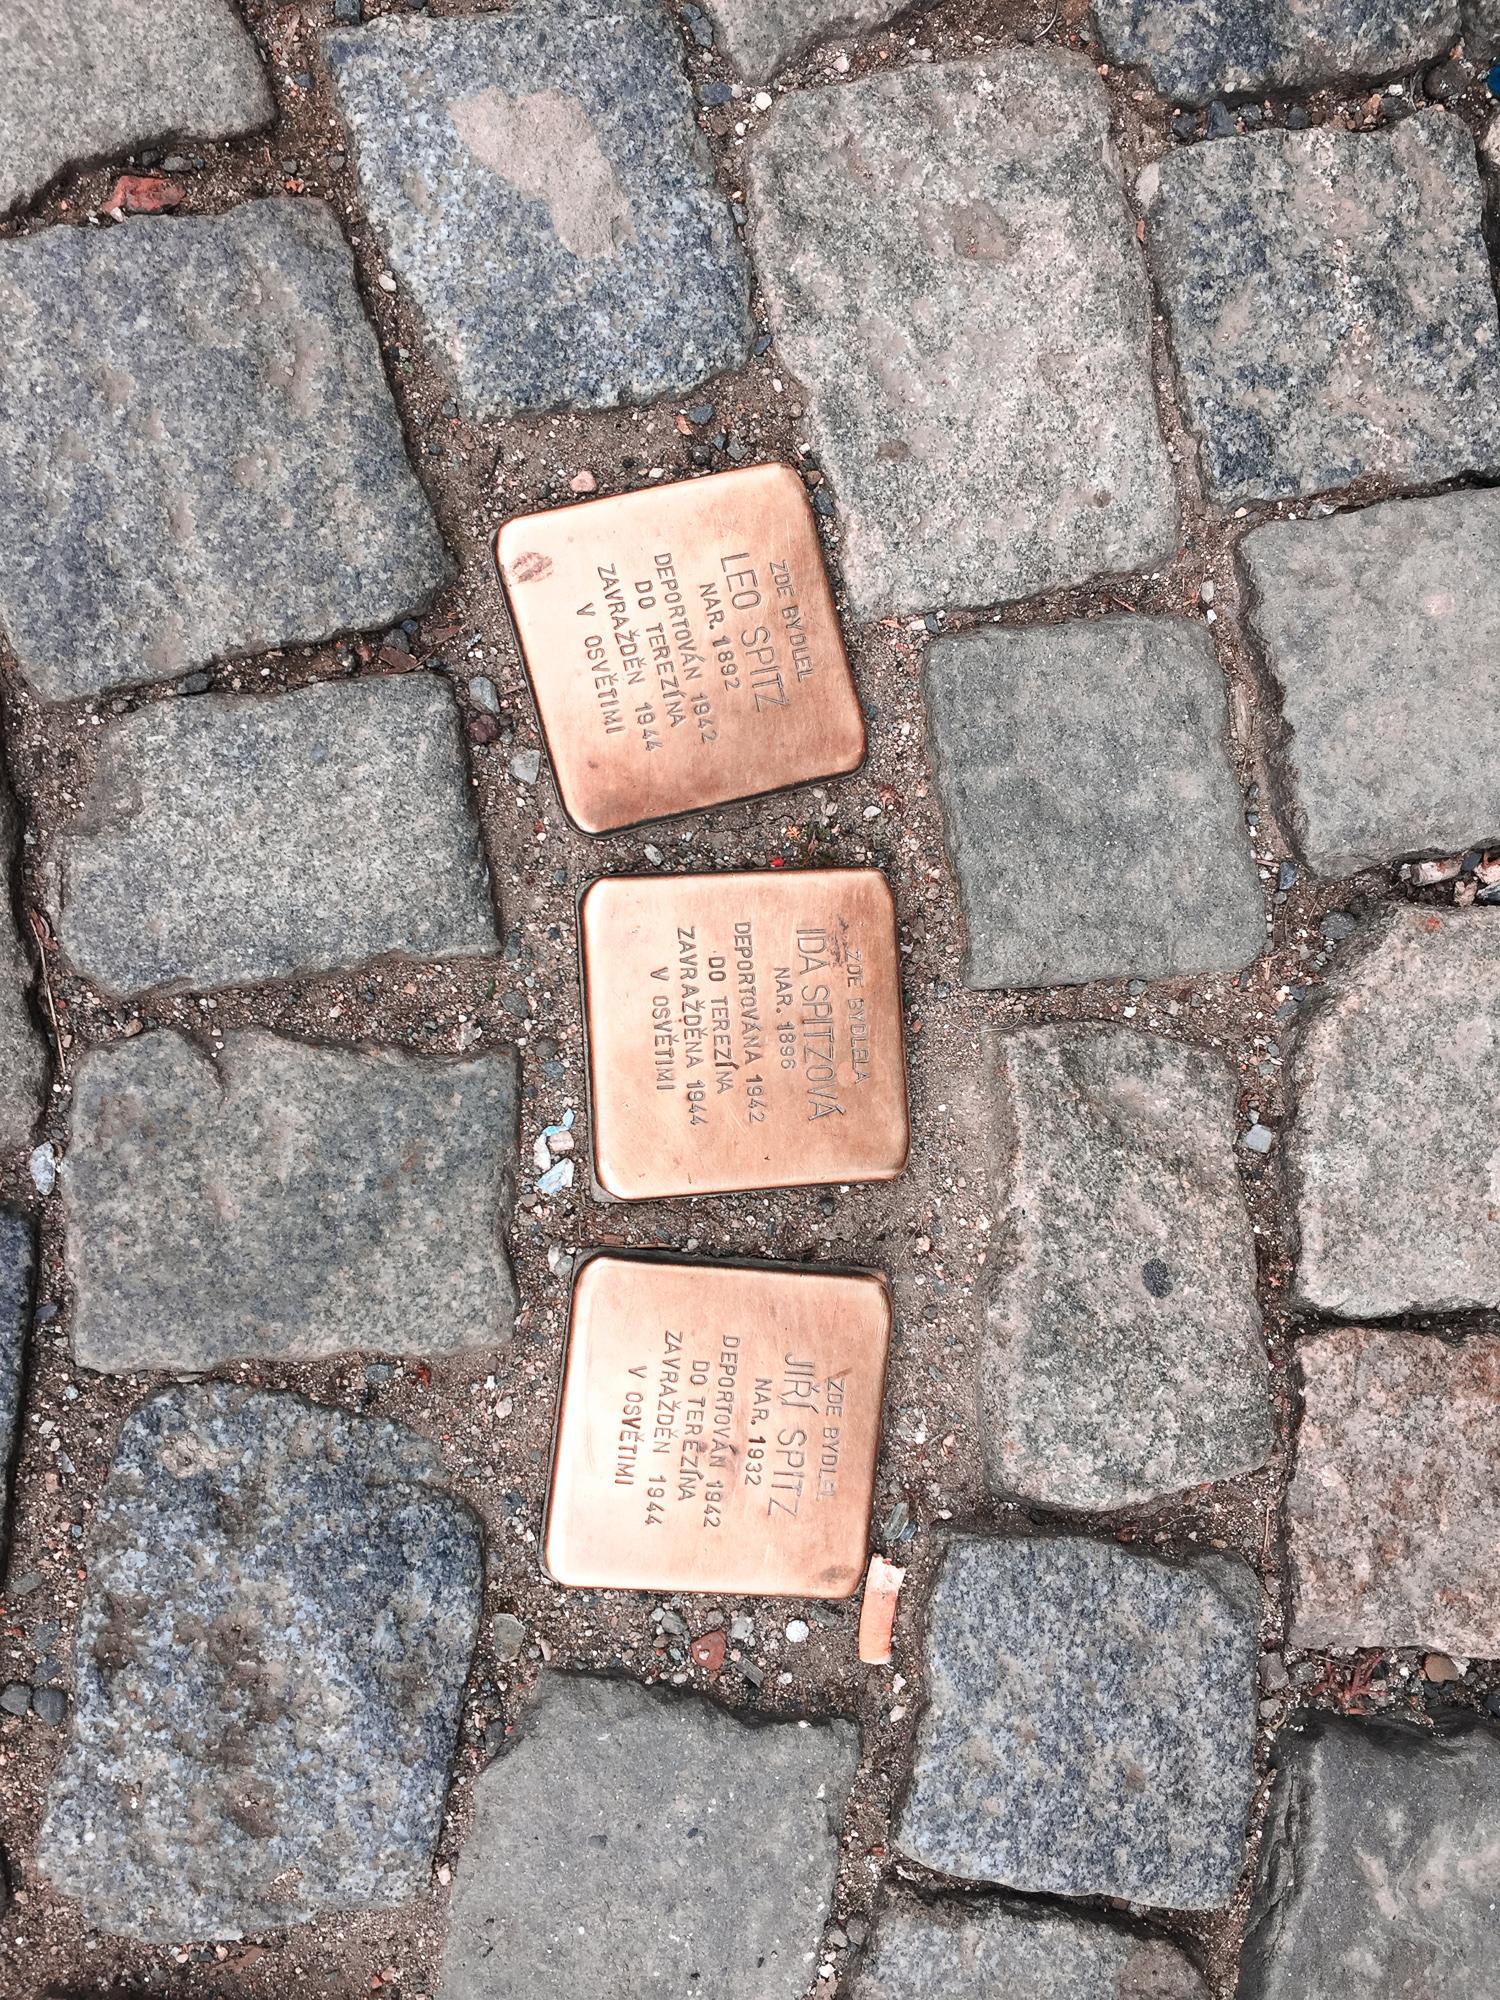 ZDE BYDLEL
LEO SPITZ
NAR. 1892
DEPORTOVÁN 1942
DO TEREZÍNA
ZAVRAŽDĚN 1944
V OSVĚTIMI
ZDE BYDLELA
IDA SPITZOVÁ
NAR. 1896
DEPORTOVÁNA 1942
DO TEREZÍNA
ZAVRAŽDĚNA 1944
V OSVĚTIMI
ZDE BYDLEL
JIŘÍ SPITZ
NAR. 1932
DEPORTOVÁN 1942
DO TEREZÍNA
ZAVRAŽDĚN 1944
V OSVĚTIMI